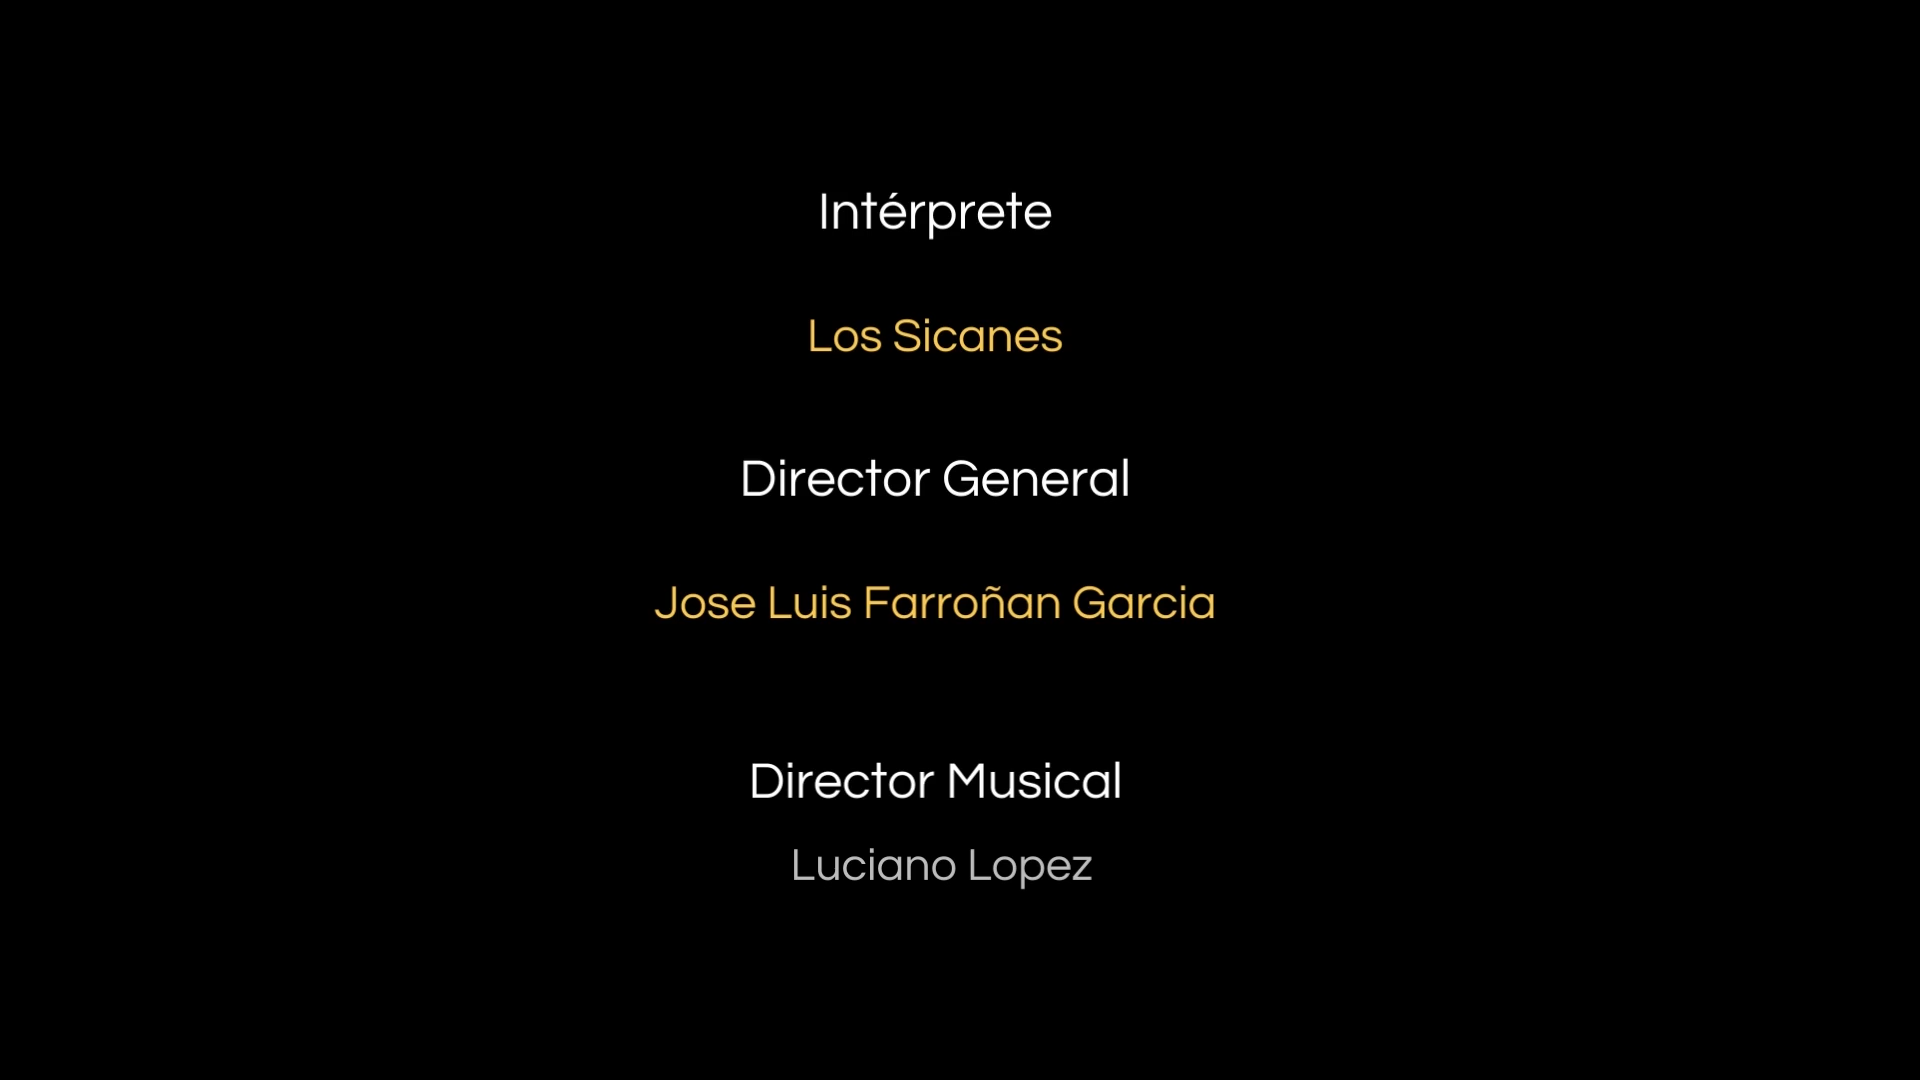 Intérprete
Los Sicanes
Director General
Jose Luis Farroñan Garcia
Director Musical
Luciano Lopez